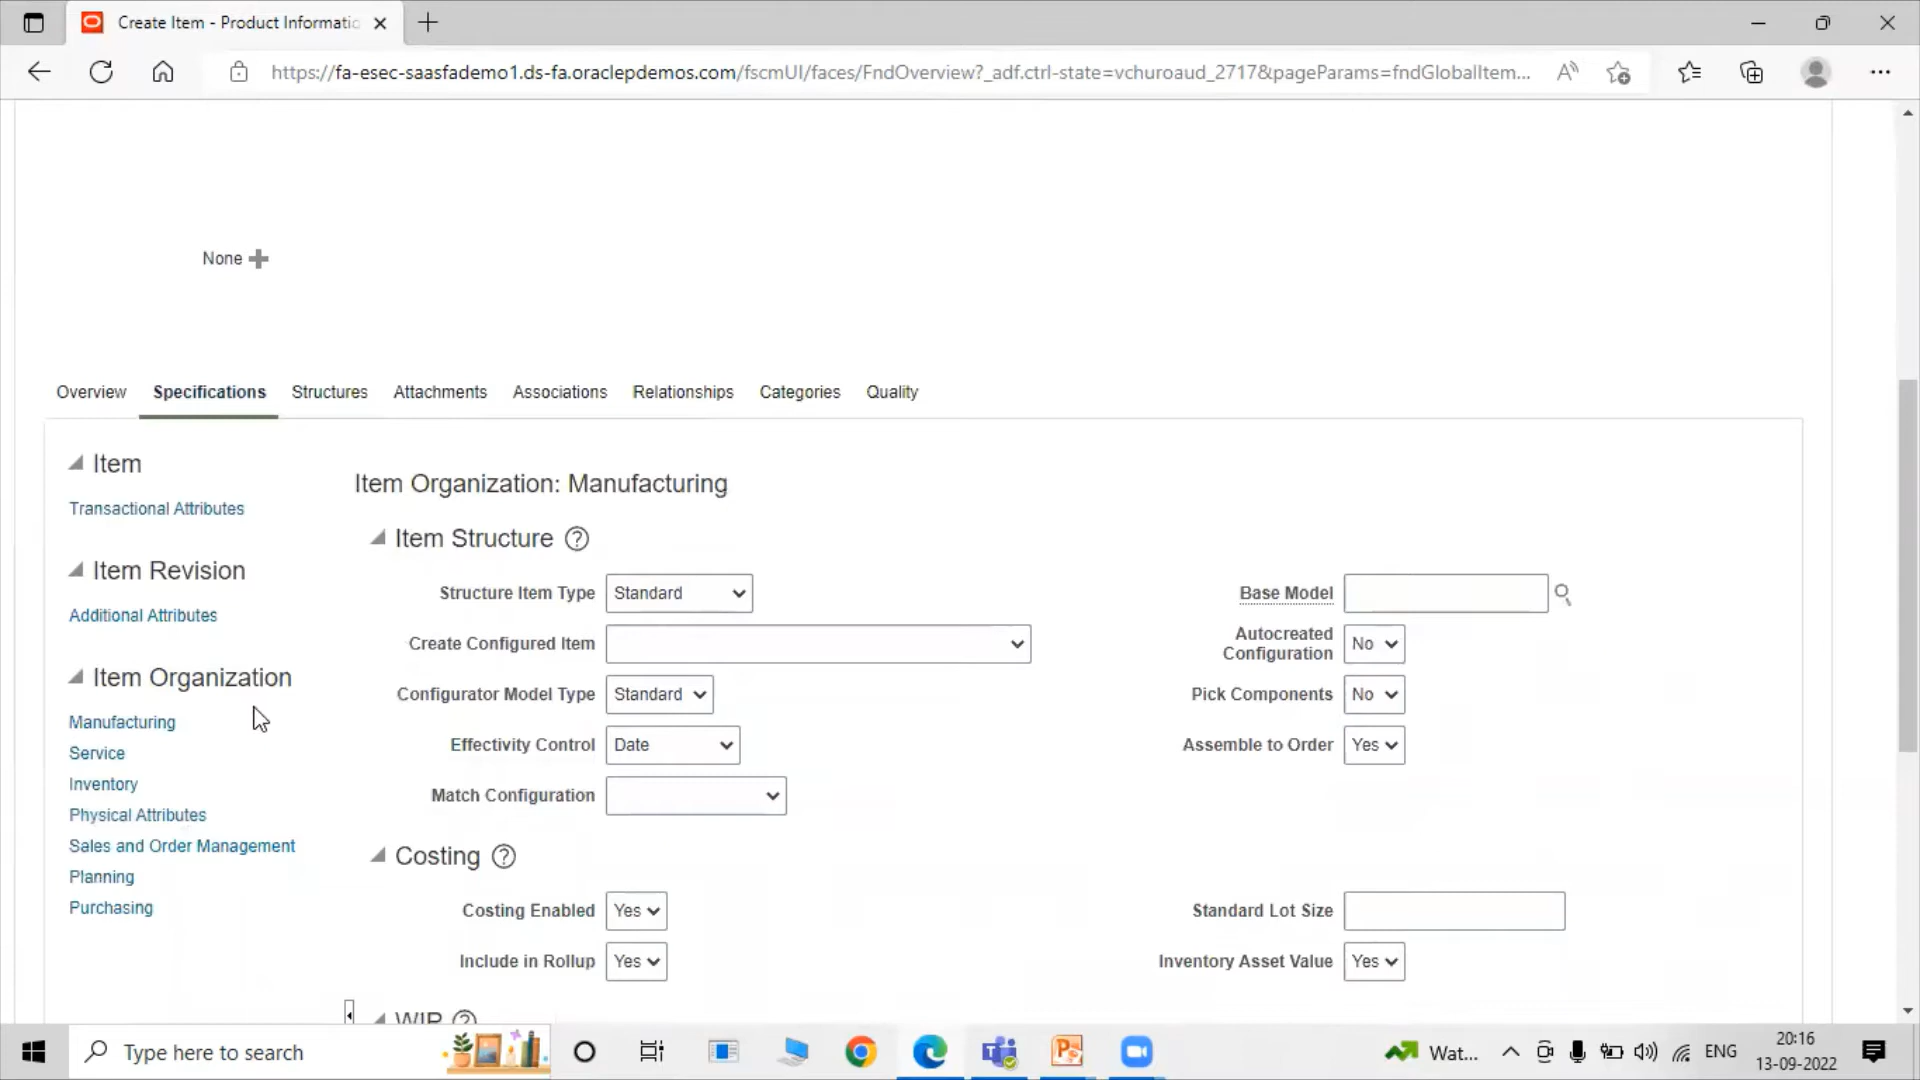 Create Item - Product Informatio
https://fa-esec-saasfademo1.ds-fa.oraclepdemos.com/fscmUI/faces/FndOverview?_adf.ctrl-state=vchuroaud_2717&pageParams=fndGlobalItem...
None
Overview Specifications Structures Attachments Associations Relationships Categories Quality
Item
Transactional Attributes
Item Revision
Additional Attributes
Item Organization
Manufacturing
Service
Inventory
Physical Attributes
Sales and Order Management
Planning
Purchasing
Item Organization: Manufacturing
Item Structure
Structure Item Type Standard
Create Configured Item
Configurator Model Type Standard
Effectivity Control Date
Match Configuration
Base Model
Autocreated
Configuration No
Pick Components No
Assemble to Order Yes
Costing
Costing Enabled Yes
Include in Rollup Yes
Standard Lot Size
Inventory Asset Value Yes
WIP
Type here to search
Wat...
ENG
20:16
13-09-2022